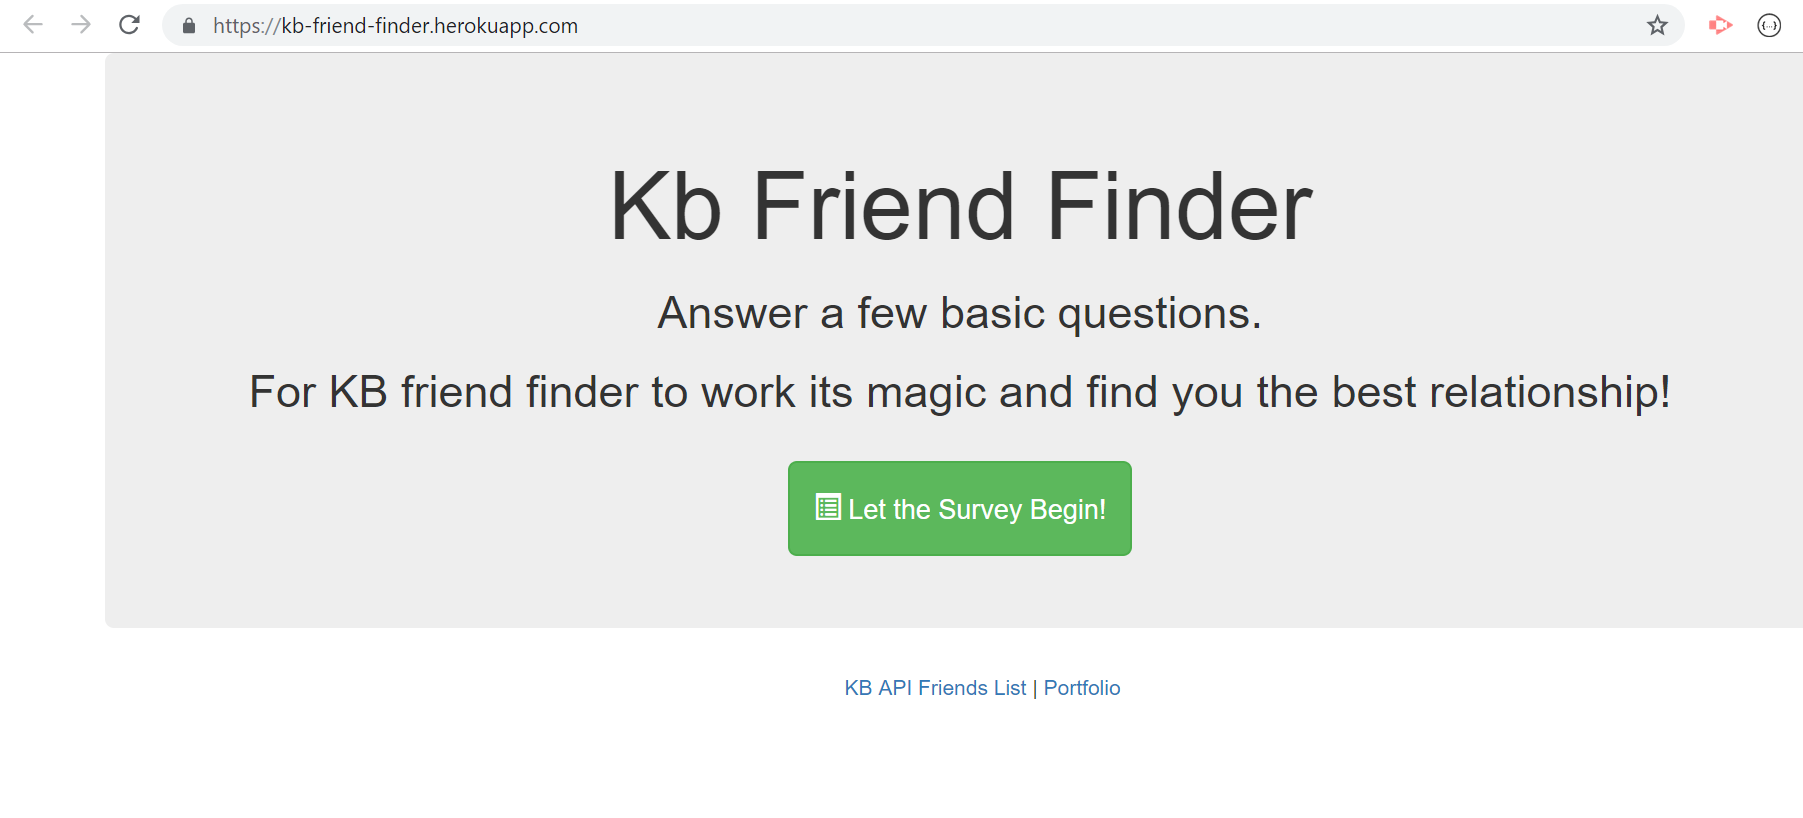 https://kb-friend-finder.herokuapp.com
Kb Friend Finder
Answer a few basic questions.
For KB friend finder to work its magic and find you the best relationship!
Let the Survey Begin!
KB API Friends List | Portfolio